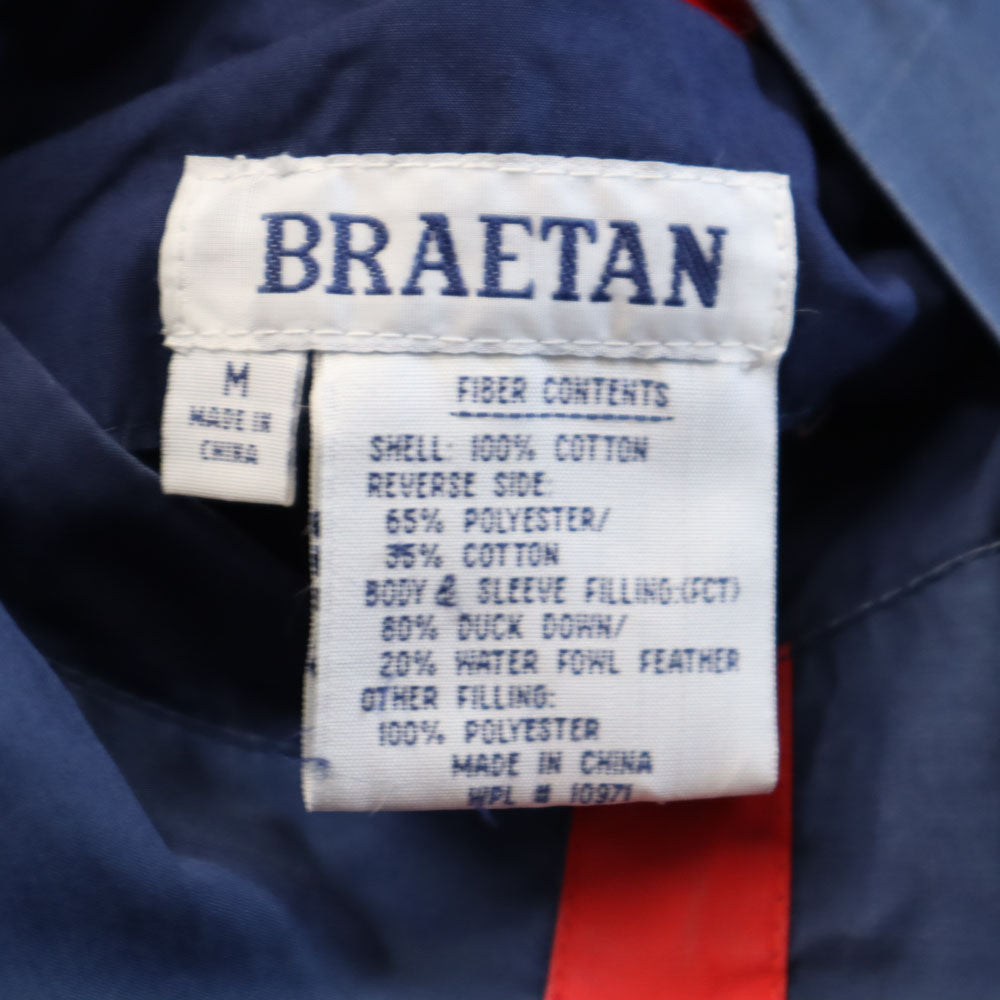 BRAETAN
M
MADE IN
CHINA
FIBER CONTENTS
SHELL: 100% COTTON
REVERSE SIDE:
65% POLYESTER/
35% COTTON
BODY & SLEEVE FILLING:(FCT)
80% DUCK DOWN/
20% WATER FOWL FEATHER
OTHER FILLING:
100% POLYESTER
MADE IN CHINA
WPL # 10971